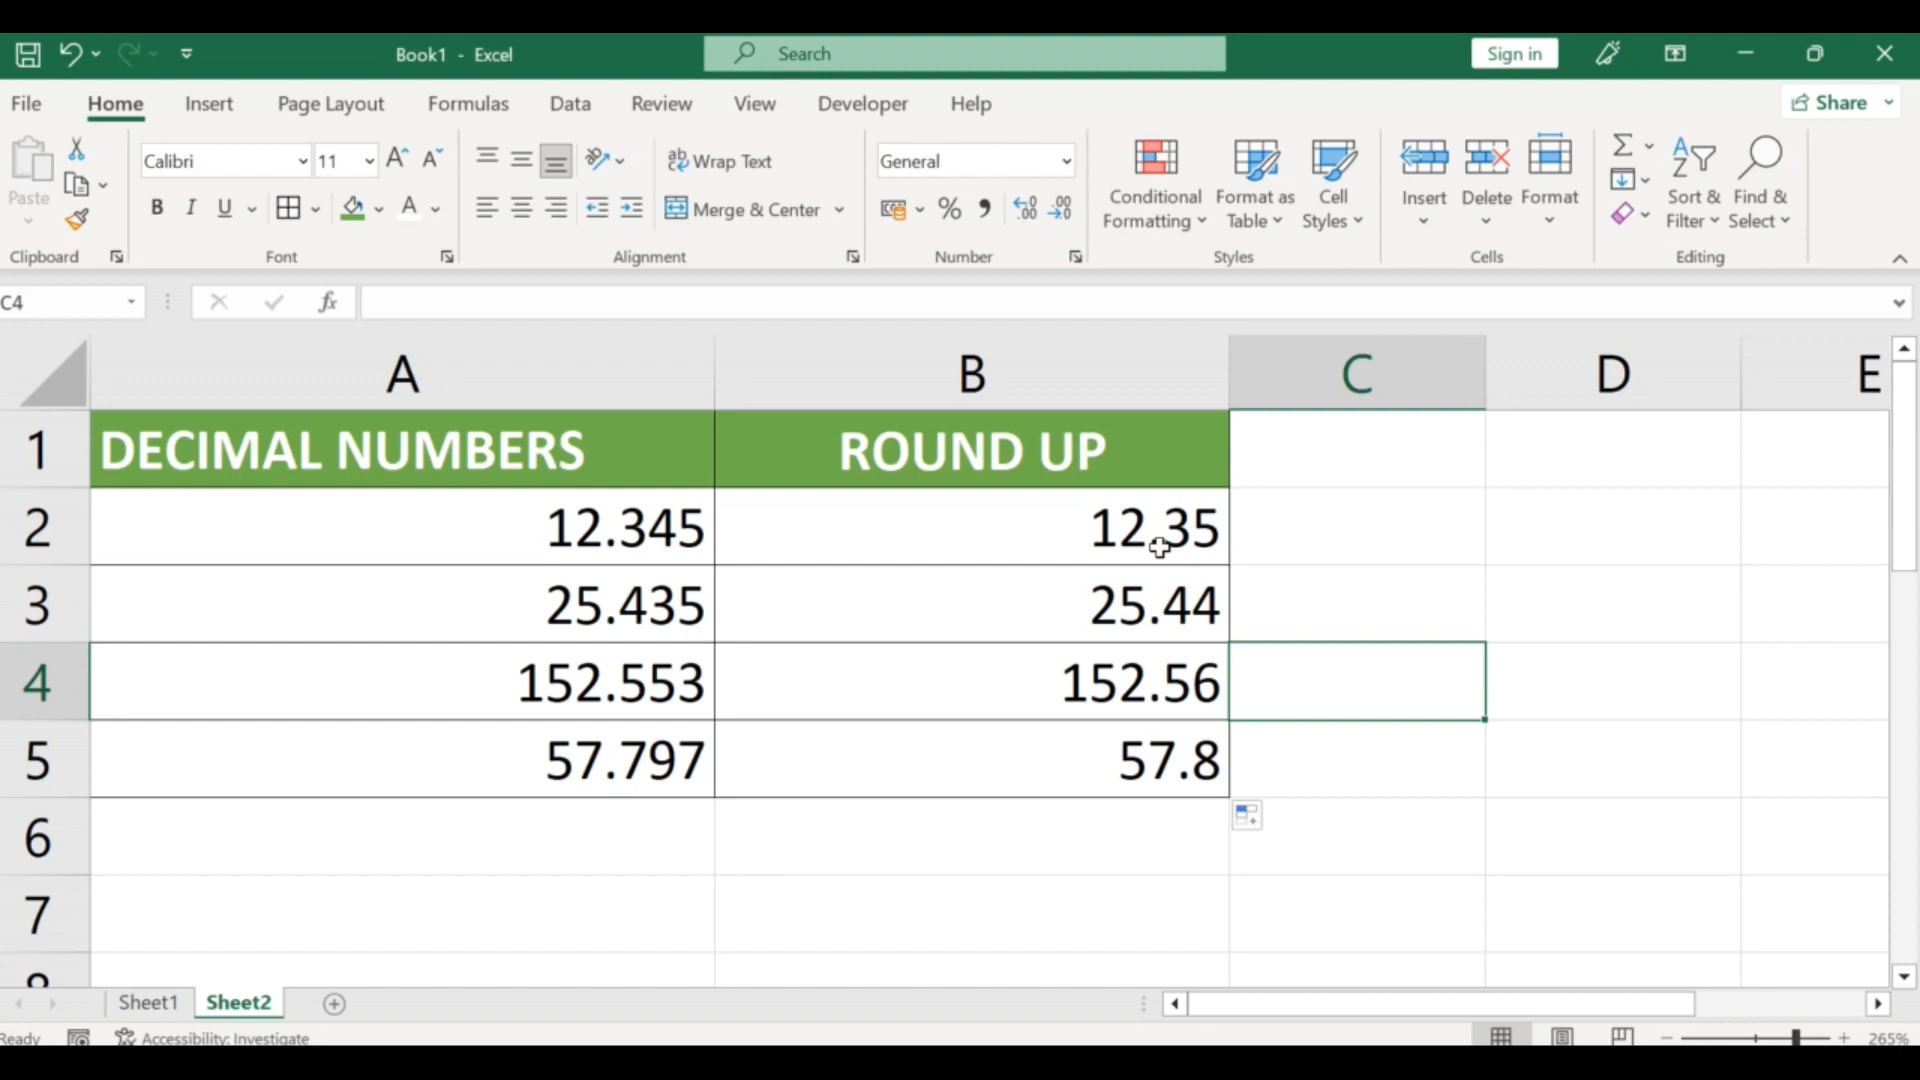 Book1 - Excel
Search
Sign in
File Home Insert Page Layout Formulas Data Review View Developer Help
Share
Paste
Calibri 11
B I U A
ab Wrap Text
Merge & Center
General
% ,
Conditional Formatting
Format as Table
Cell Styles
Insert
Delete
Format
Sort & Filter
Find & Select
Clipboard Font Alignment Number Styles Cells Editing
C4
fx
A B C D E
1 DECIMAL NUMBERS ROUND UP
2 12.345 12.35
3 25.435 25.44
4 152.553 152.56
5 57.797 57.8
6
7
Sheet1 Sheet2
Ready Accessibility: Investigate 265%